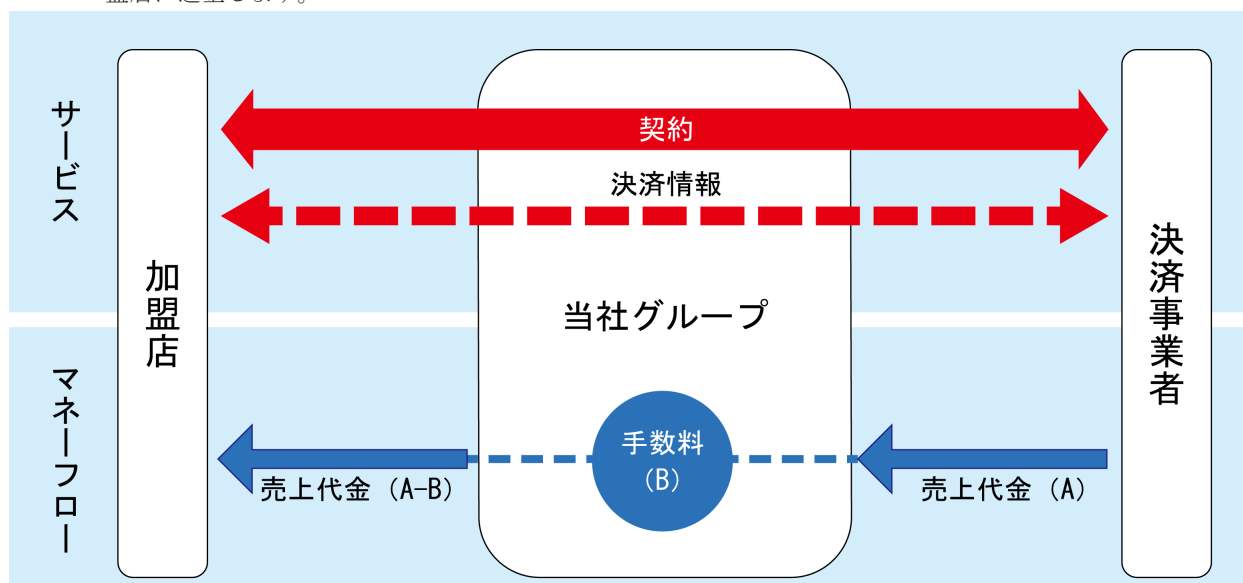 サービス
契約
決済情報
加盟店
当社グループ
決済事業者
マネーフロー
手数料
(B)
売上代金 (A-B)
売上代金 (A)